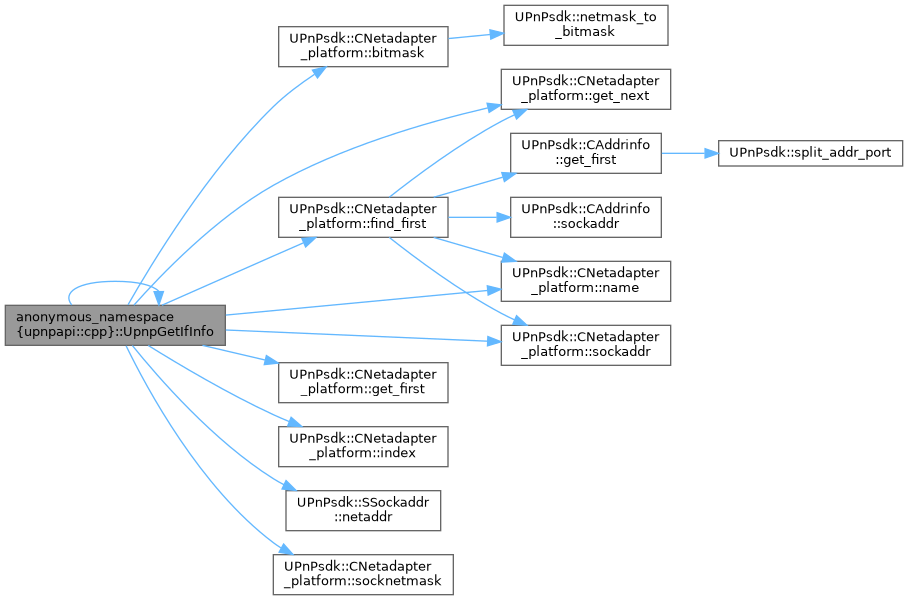 UPnPsdk::CNetadapter
_platform::bitmask
UPnPsdk::netmask_to
_bitmask
UPnPsdk::CNetadapter
_platform::get_next
UPnPsdk::CAddrinfo
::get_first
UPnPsdk::split_addr_port
UPnPsdk::CNetadapter
_platform::find_first
UPnPsdk::CAddrinfo
::sockaddr
UPnPsdk::CNetadapter
_platform::name
anonymous_namespace
{upnpapi::cpp}::UpnpGetIfInfo
UPnPsdk::CNetadapter
_platform::sockaddr
UPnPsdk::CNetadapter
_platform::get_first
UPnPsdk::CNetadapter
_platform::index
UPnPsdk::SSockaddr
::netaddr
UPnPsdk::CNetadapter
_platform::socknetmask